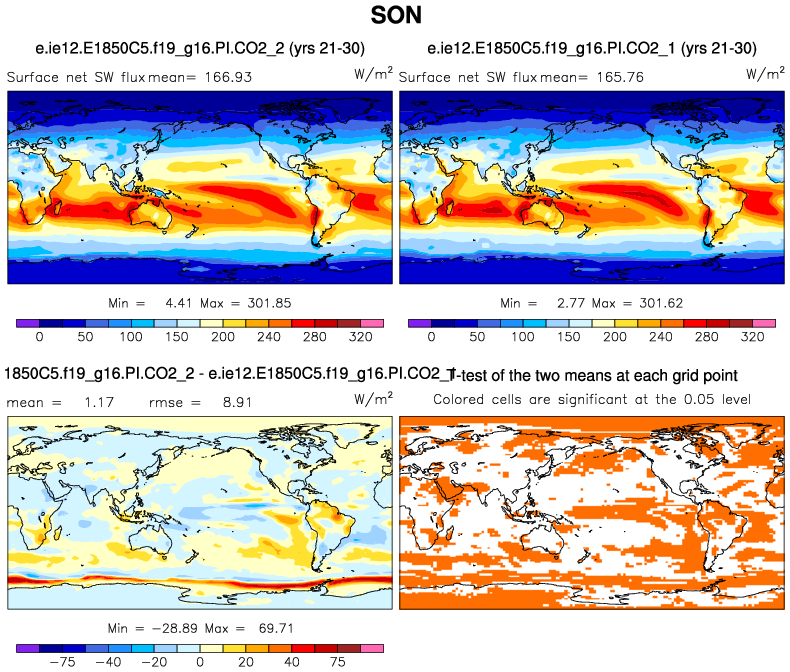 SON
e.ie12.E1850C5.f19_g16.PI.CO2_2 (yrs 21-30)
Surface net SW flux mean= 166.93 W/m²
e.ie12.E1850C5.f19_g16.PI.CO2_1 (yrs 21-30)
Surface net SW flux mean= 165.76 W/m²
Min = 4.41 Max = 301.85
0 50 100 150 200 240 280 320
Min = 2.77 Max = 301.62
0 50 100 150 200 240 280 320
1850C5.f19_g16.PI.CO2_2 - e.ie12.E1850C5.f19_g16.PI.CO2_1
mean = 1.17 rmse = 8.91 W/m²
T-test of the two means at each grid point
Colored cells are significant at the 0.05 level
Min = −28.89 Max = 69.71
−75 −40 −20 0 20 40 75